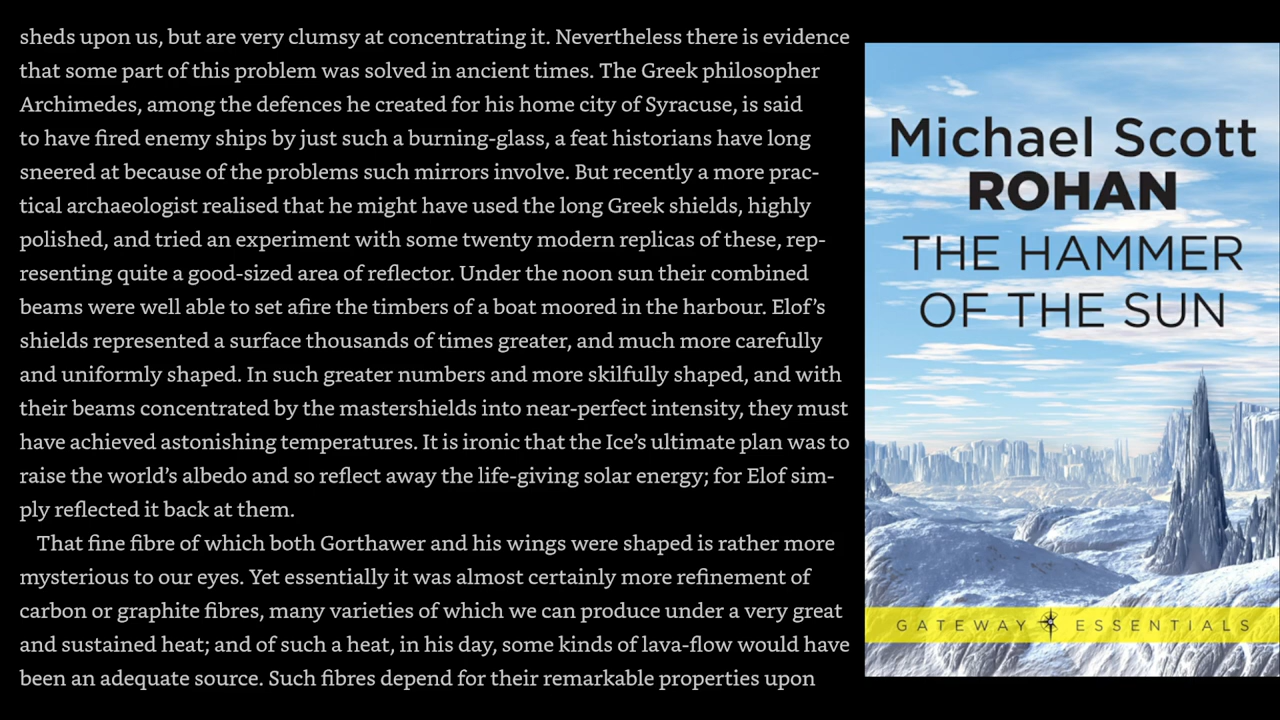 sheds upon us, but are very clumsy at concentrating it. Nevertheless there is evidence
that some part of this problem was solved in ancient times. The Greek philosopher
Archimedes, among the defences he created for his home city of Syracuse, is said
to have fired enemy ships by just such a burning-glass, a feat historians have long
sneered at because of the problems such mirrors involve. But recently a more prac-
tical archaeologist realised that he might have used the long Greek shields, highly
polished, and tried an experiment with some twenty modern replicas of these, rep-
resenting quite a good-sized area of reflector. Under the noon sun their combined
beams were well able to set afire the timbers of a boat moored in the harbour. Elof’s
shields represented a surface thousands of times greater, and much more carefully
and uniformly shaped. In such greater numbers and more skilfully shaped, and with
their beams concentrated by the mastershields into near-perfect intensity, they must
have achieved astonishing temperatures. It is ironic that the Ice’s ultimate plan was to
raise the world’s albedo and so reflect away the life-giving solar energy; for Elof sim-
ply reflected it back at them.
That fine fibre of which both Gorthawer and his wings were shaped is rather more
mysterious to our eyes. Yet essentially it was almost certainly more refinement of
carbon or graphite fibres, many varieties of which we can produce under a very great
and sustained heat; and of such a heat, in his day, some kinds of lava-flow would have
been an adequate source. Such fibres depend for their remarkable properties upon
Michael Scott
ROHAN
THE HAMMER
OF THE SUN
GATEWAY ESSENTIALS